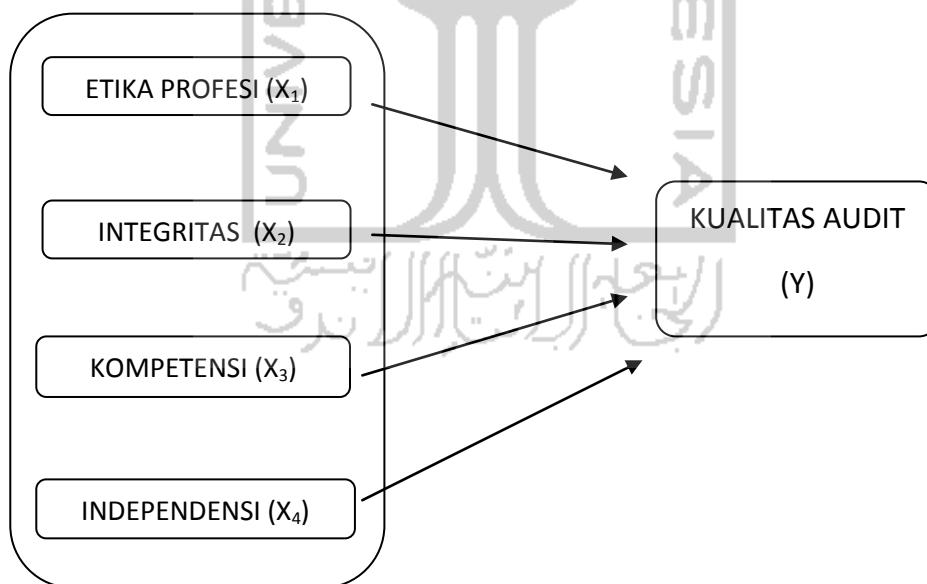 ETIKA PROFESI (X₁)
INTEGRITAS (X₂)
KOMPETENSI (X₃)
INDEPENDENSI (X₄)
KUALITAS AUDIT
(Y)